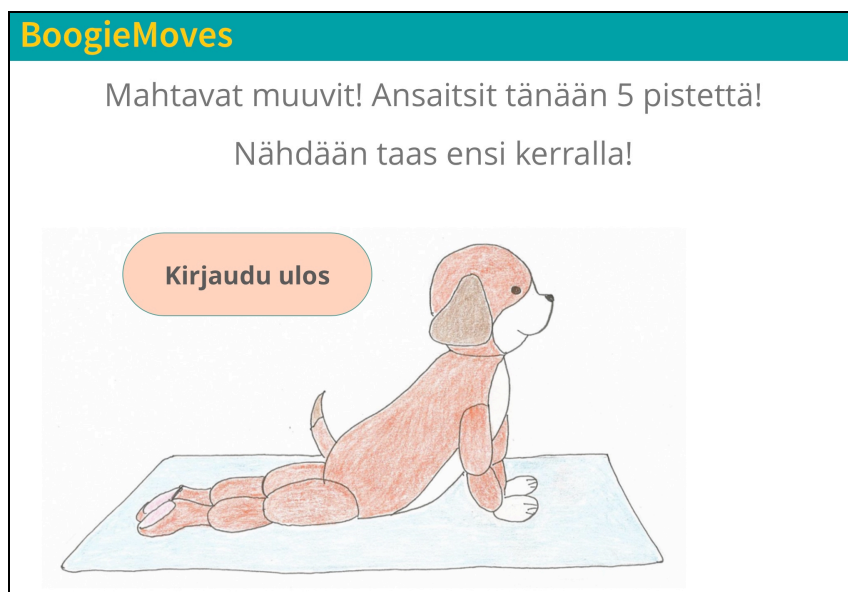 BoogieMoves
Mahtavat muuvit! Ansaitsit tänään 5 pistettä!
Nähdään taas ensi kerralla!
Kirjaudu ulos